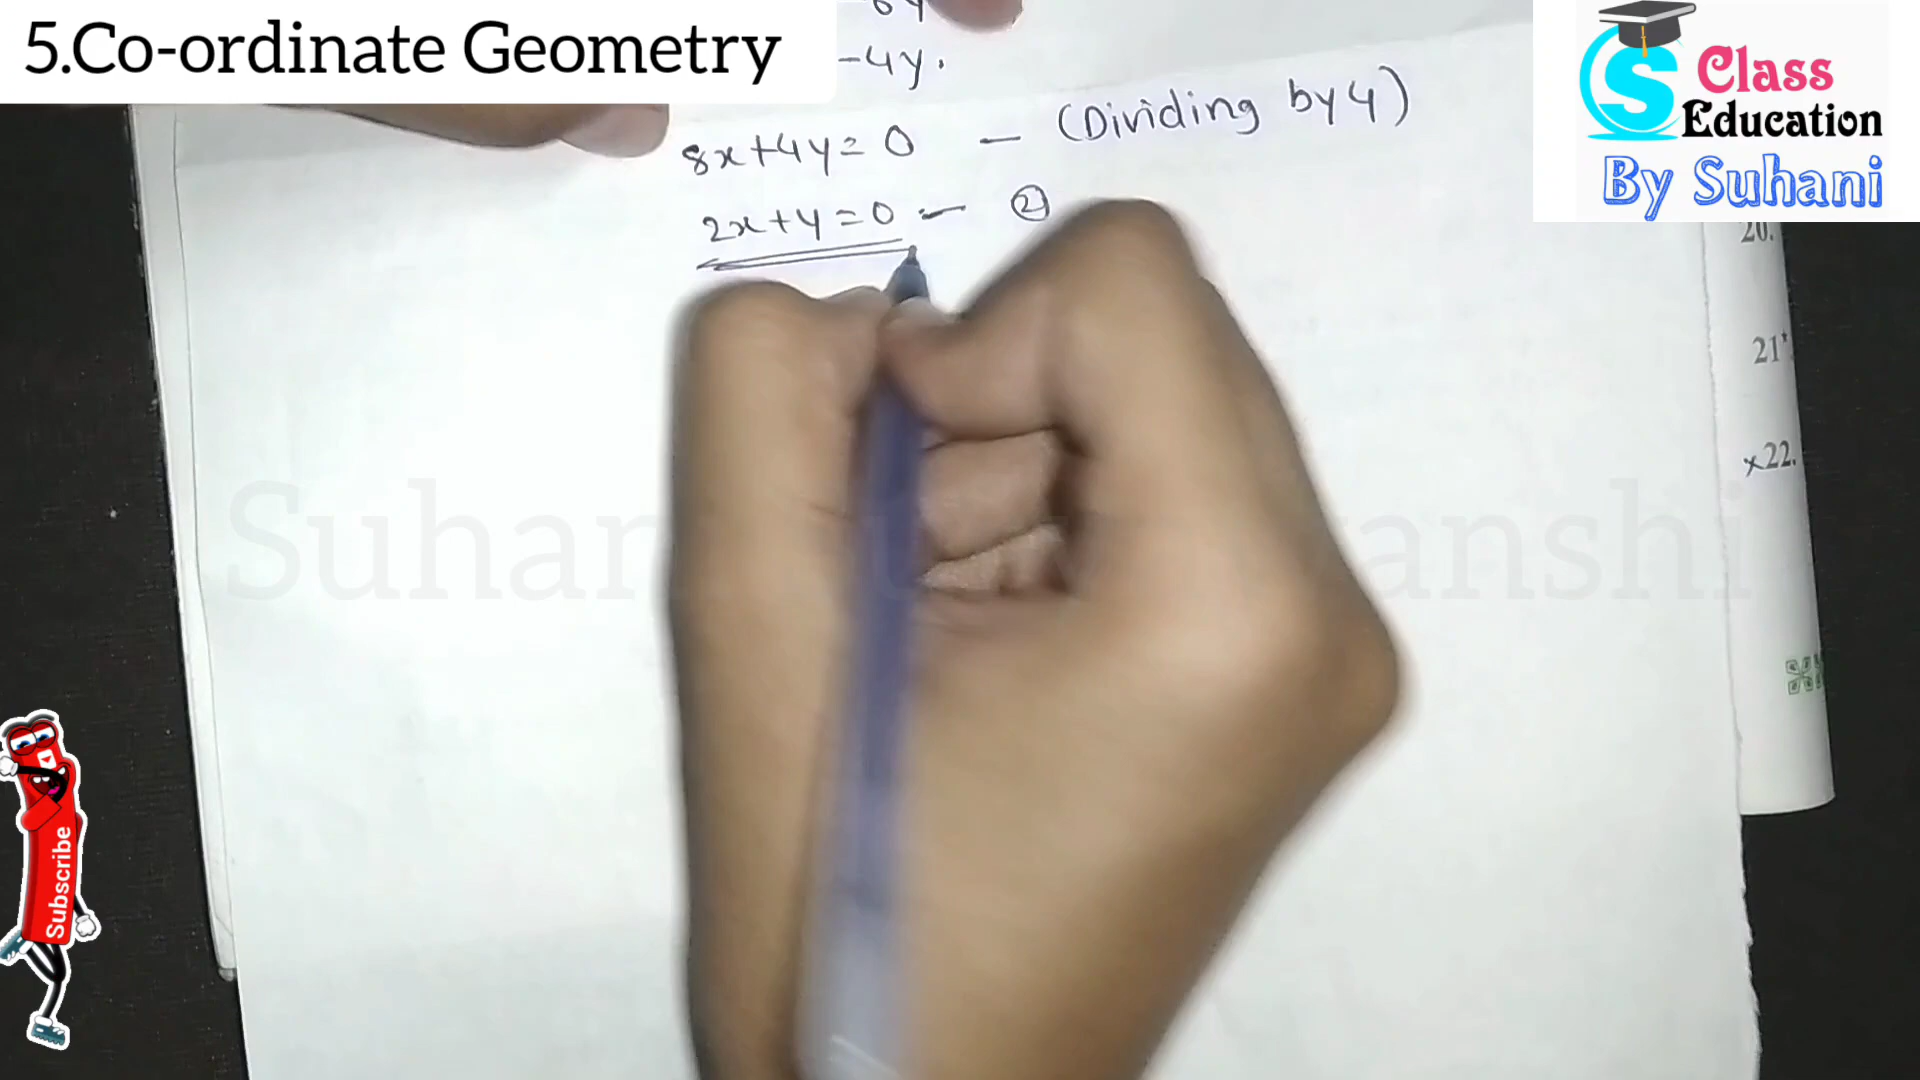 5.Co-ordinate Geometry
-4y.
8x+4y=0 — (Dividing by 4)
2x+y=0 — ②
S Class
Education
By Suhani
20.
21*.
x22.
Suhani
Subscribe